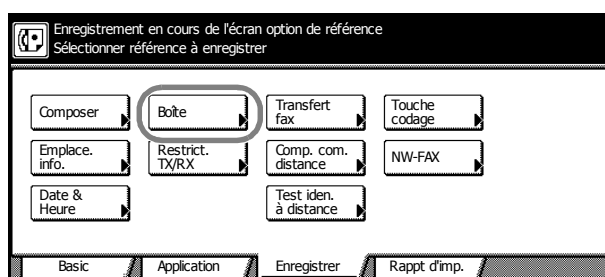 Enregistrement en cours de l'écran option de référence
Sélectionner référence à enregistrer
Composer
Boîte
Transfert
fax
Touche
codage
Emplace.
info.
Restrict.
TX/RX
Comp. com.
distance
NW-FAX
Date &
Heure
Test iden.
à distance
Basic
Application
Enregistrer
Rappt d'imp.